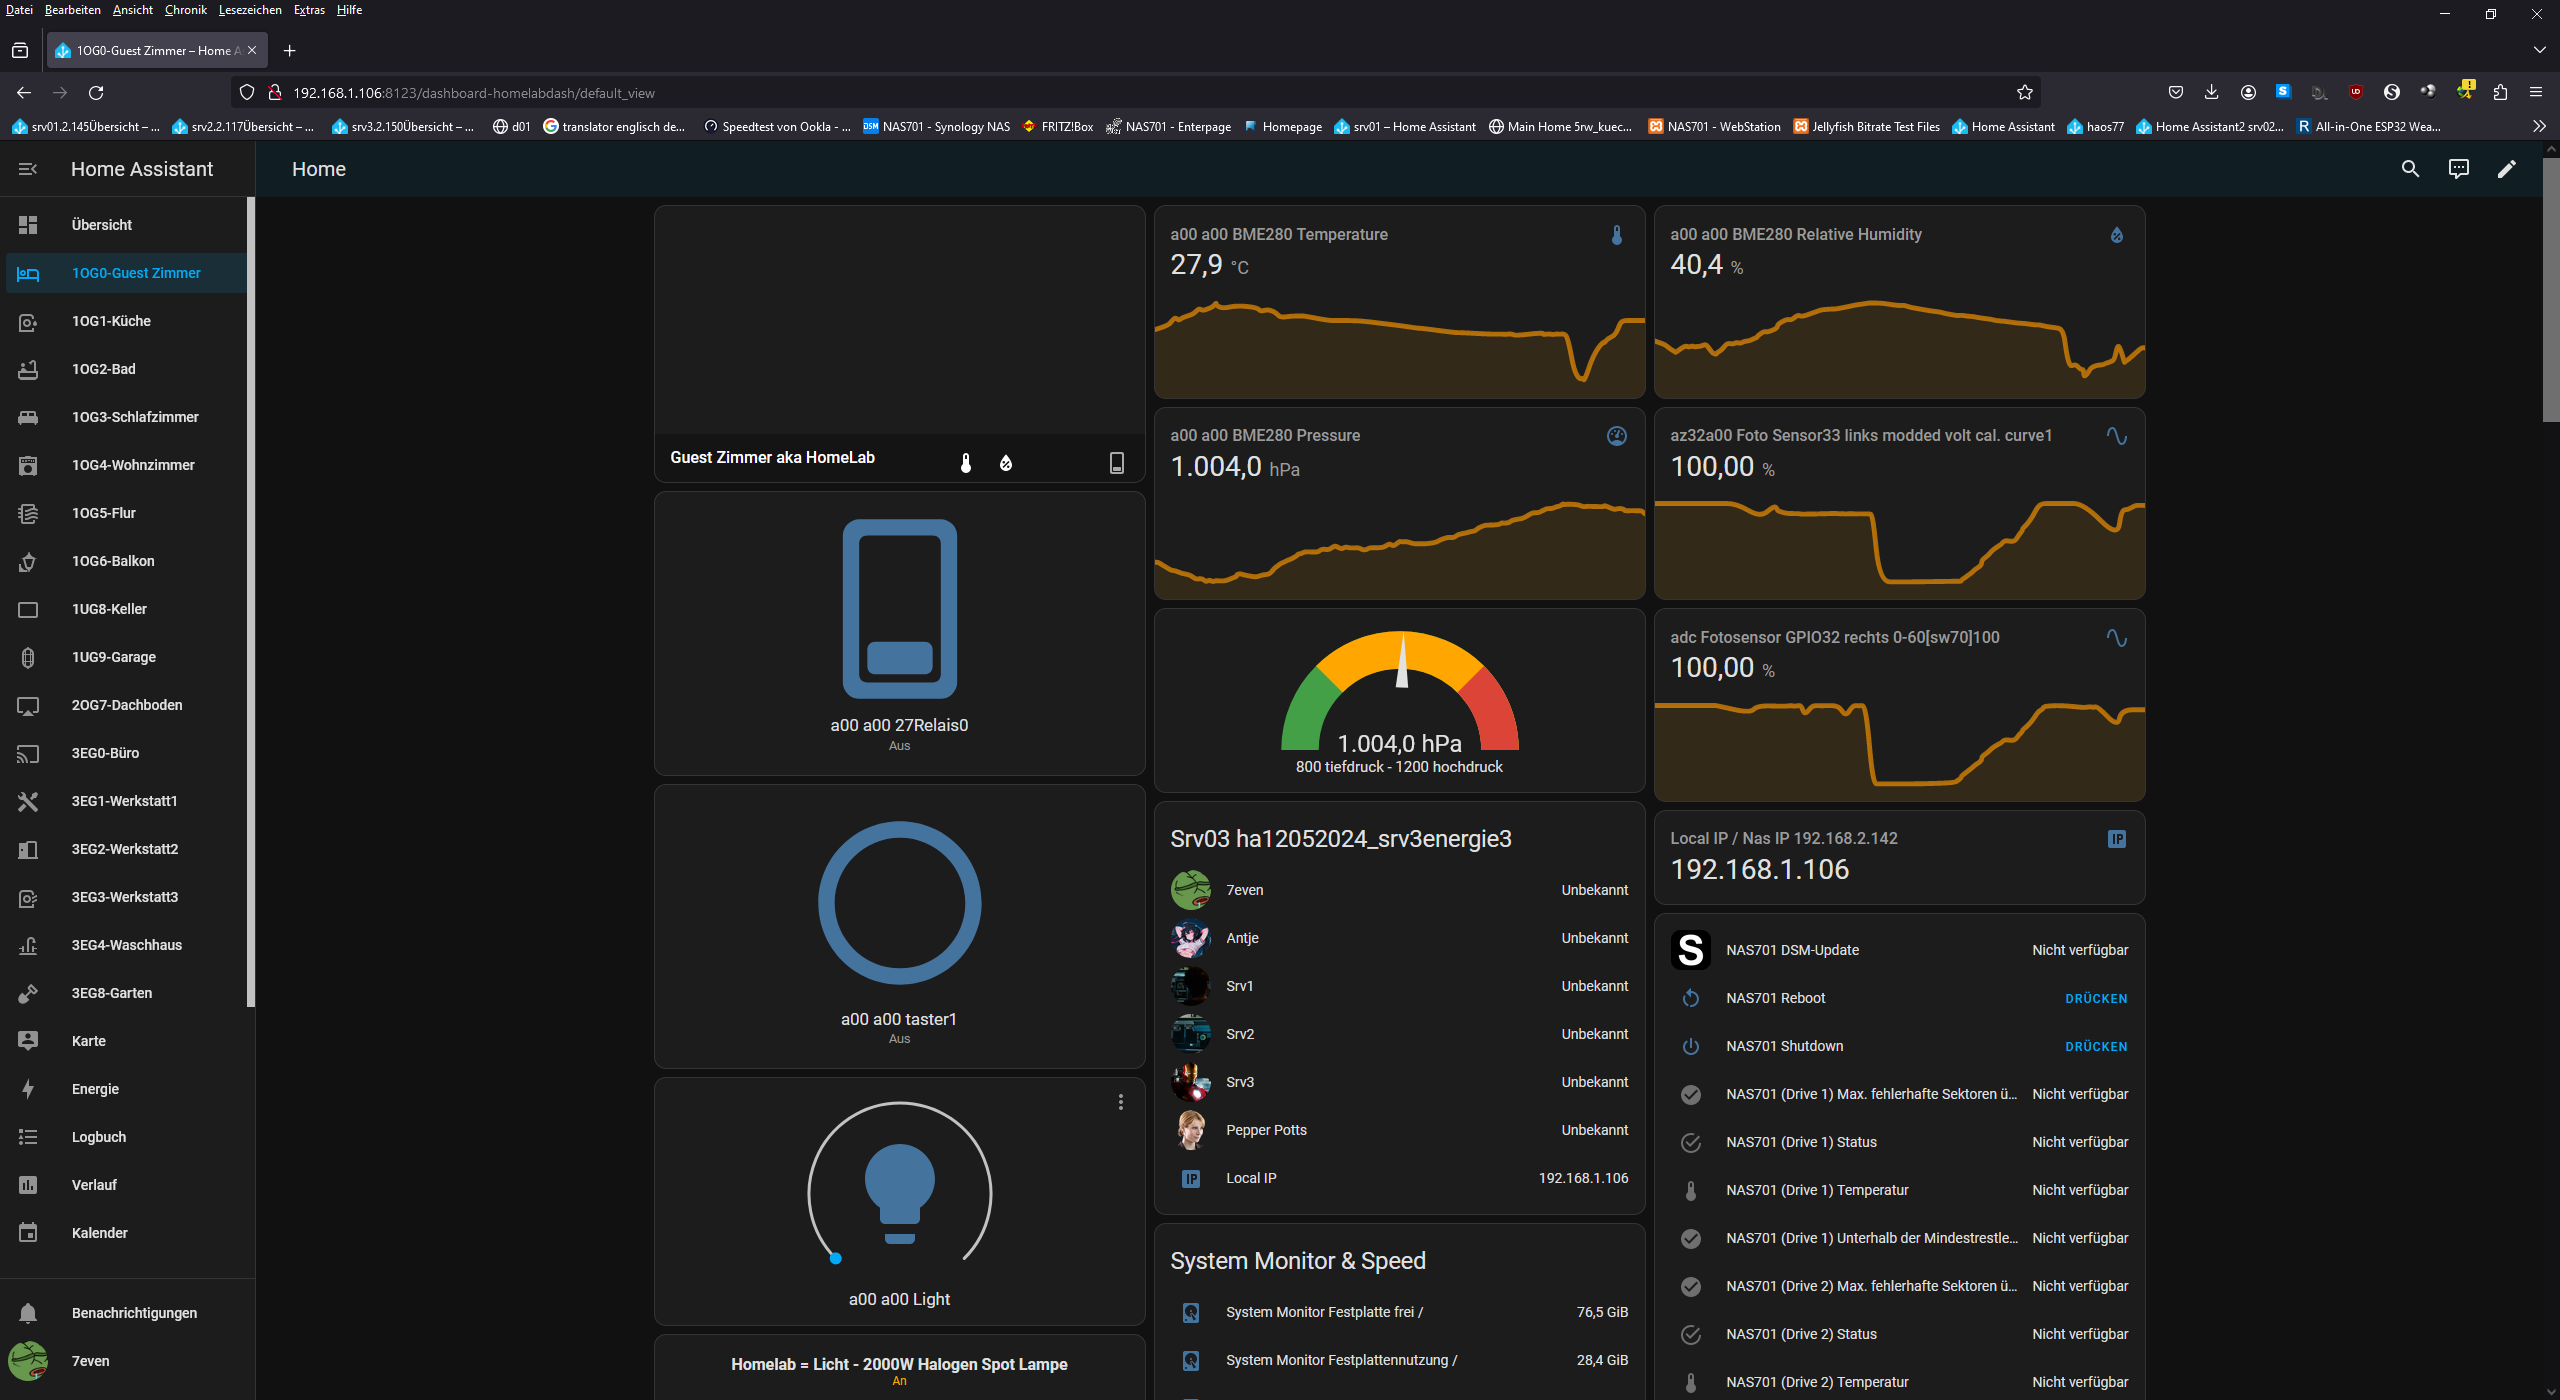 Datei Bearbeiten Ansicht Chronik Lesezeichen Extras Hilfe
1OG0-Guest Zimmer – Home A
192.168.1.106:8123/dashboard-homelabdash/default_view
srv01.2.145Übersicht – ... srv2.2.117Übersicht – ... srv3.2.150Übersicht – ... d01 translator englisch de... Speedtest von Ookla - ... DSM NAS701 - Synology NAS FRITZ!Box NAS701 - Enterpage Homepage srv01 – Home Assistant Main Home 5rw_kuec... NAS701 - WebStation Jellyfish Bitrate Test Files Home Assistant haos77 Home Assistant2 srv02... R All-in-One ESP32 Wea...
Home Assistant
Home
Übersicht
1OG0-Guest Zimmer
1OG1-Küche
1OG2-Bad
1OG3-Schlafzimmer
1OG4-Wohnzimmer
1OG5-Flur
1OG6-Balkon
1UG8-Keller
1UG9-Garage
2OG7-Dachboden
3EG0-Büro
3EG1-Werkstatt1
3EG2-Werkstatt2
3EG3-Werkstatt3
3EG4-Waschhaus
3EG8-Garten
Karte
Energie
Logbuch
Verlauf
Kalender
Benachrichtigungen
7even
Guest Zimmer aka HomeLab
a00 a00 27Relais0
Aus
a00 a00 taster1
Aus
a00 a00 Light
Homelab = Licht - 2000W Halogen Spot Lampe
An
a00 a00 BME280 Temperature
27,9 °C
a00 a00 BME280 Pressure
1.004,0 hPa
1.004,0 hPa
800 tiefdruck - 1200 hochdruck
Srv03 ha12052024_srv3energie3
7even Unbekannt
Antje Unbekannt
Srv1 Unbekannt
Srv2 Unbekannt
Srv3 Unbekannt
Pepper Potts Unbekannt
IP Local IP 192.168.1.106
System Monitor & Speed
System Monitor Festplatte frei / 76,5 GiB
System Monitor Festplattennutzung / 28,4 GiB
a00 a00 BME280 Relative Humidity
40,4 %
az32a00 Foto Sensor33 links modded volt cal. curve1
100,00 %
adc Fotosensor GPIO32 rechts 0-60[sw70]100
100,00 %
Local IP / Nas IP 192.168.2.142 IP
192.168.1.106
S NAS701 DSM-Update Nicht verfügbar
NAS701 Reboot DRÜCKEN
NAS701 Shutdown DRÜCKEN
NAS701 (Drive 1) Max. fehlerhafte Sektoren ü... Nicht verfügbar
NAS701 (Drive 1) Status Nicht verfügbar
NAS701 (Drive 1) Temperatur Nicht verfügbar
NAS701 (Drive 1) Unterhalb der Mindestrestle... Nicht verfügbar
NAS701 (Drive 2) Max. fehlerhafte Sektoren ü... Nicht verfügbar
NAS701 (Drive 2) Status Nicht verfügbar
NAS701 (Drive 2) Temperatur Nicht verfügbar